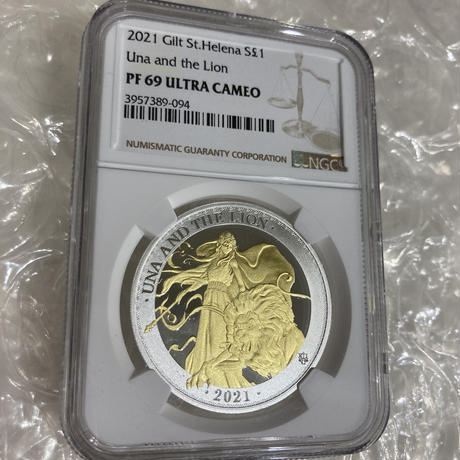 2021 Gilt St.Helena S£1
Una and the Lion
PF 69 ULTRA CAMEO
3957389-094
NUMISMATIC GUARANTY CORPORATION
NGC
· UNA AND THE LION ·
2021